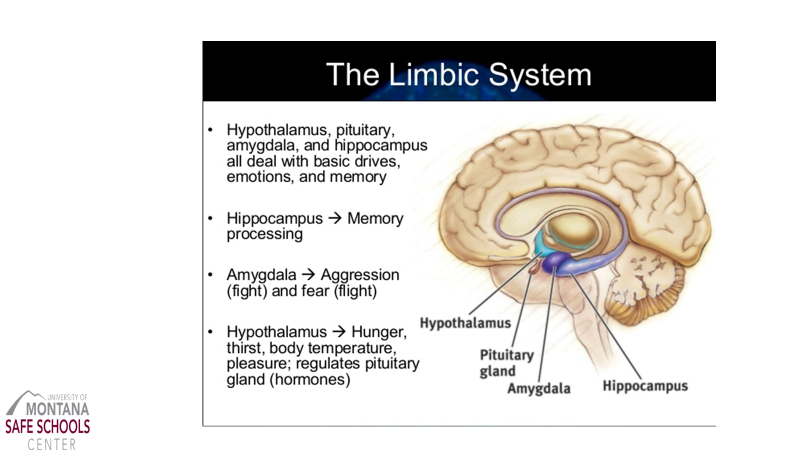 The Limbic System
• Hypothalamus, pituitary,
amygdala, and hippocampus
all deal with basic drives,
emotions, and memory
• Hippocampus → Memory
processing
• Amygdala → Aggression
(fight) and fear (flight)
• Hypothalamus → Hunger,
thirst, body temperature,
pleasure; regulates pituitary
gland (hormones)
Hypothalamus
Pituitary
gland
Amygdala
Hippocampus
UNIVERSITY OF
MONTANA
SAFE SCHOOLS
CENTER